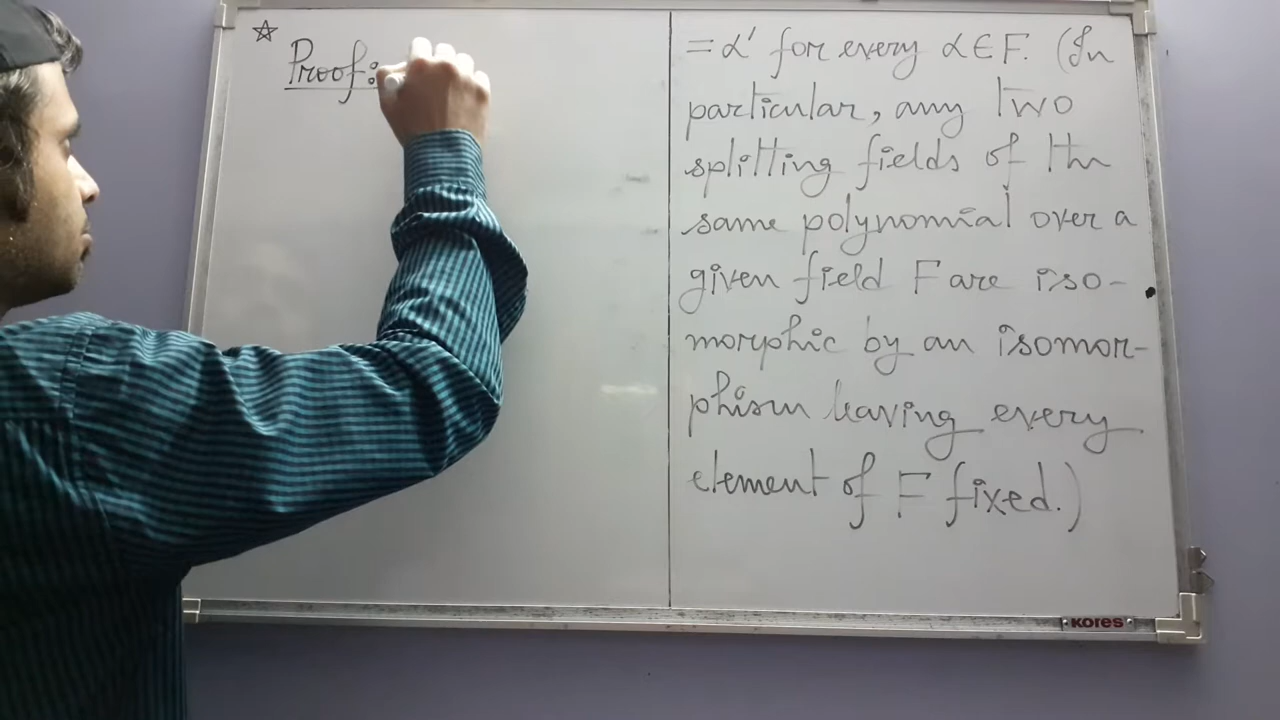 ☆ Proof:
= α' for every α∈F. (In
particular, any two
splitting fields of the
same polynomial over a
given field F are iso-
morphic by an isomor-
phism leaving every
element of F fixed.)
KORES